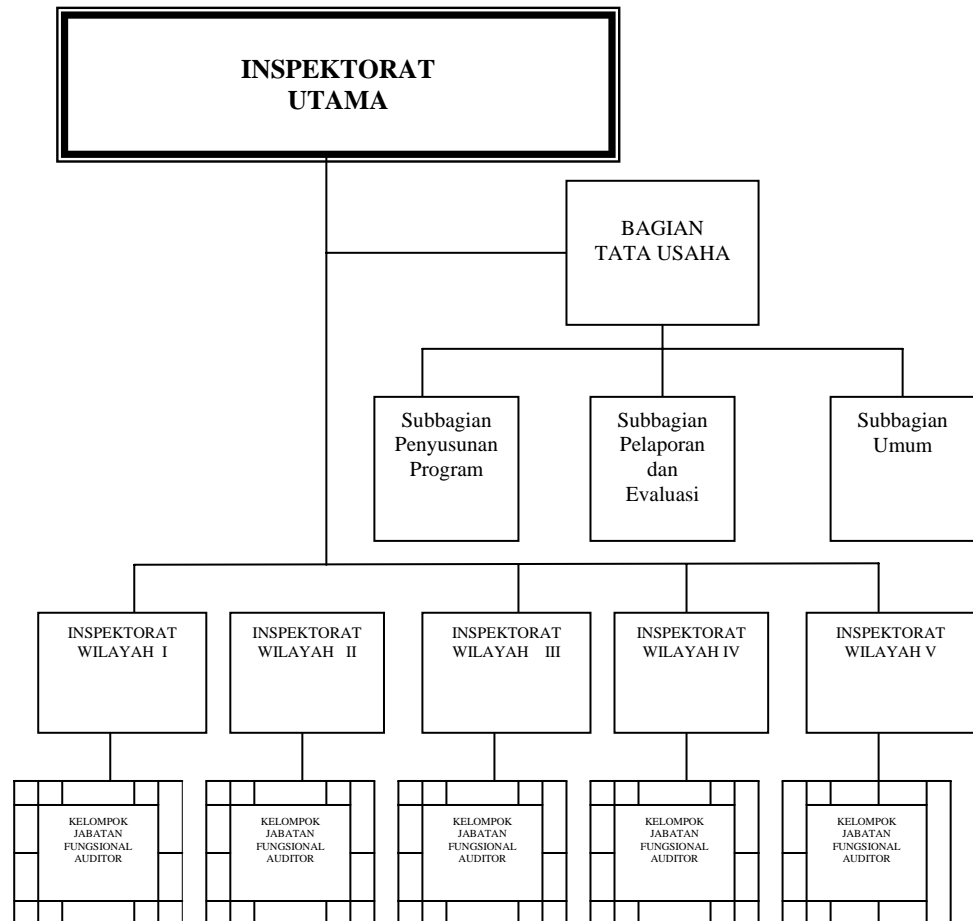 INSPEKTORAT
UTAMA
BAGIAN
TATA USAHA
Subbagian
Penyusunan
Program
Subbagian
Pelaporan
dan
Evaluasi
Subbagian
Umum
INSPEKTORAT
WILAYAH I
INSPEKTORAT
WILAYAH II
INSPEKTORAT
WILAYAH III
INSPEKTORAT
WILAYAH IV
INSPEKTORAT
WILAYAH V
KELOMPOK
JABATAN
FUNGSIONAL
AUDITOR
KELOMPOK
JABATAN
FUNGSIONAL
AUDITOR
KELOMPOK
JABATAN
FUNGSIONAL
AUDITOR
KELOMPOK
JABATAN
FUNGSIONAL
AUDITOR
KELOMPOK
JABATAN
FUNGSIONAL
AUDITOR